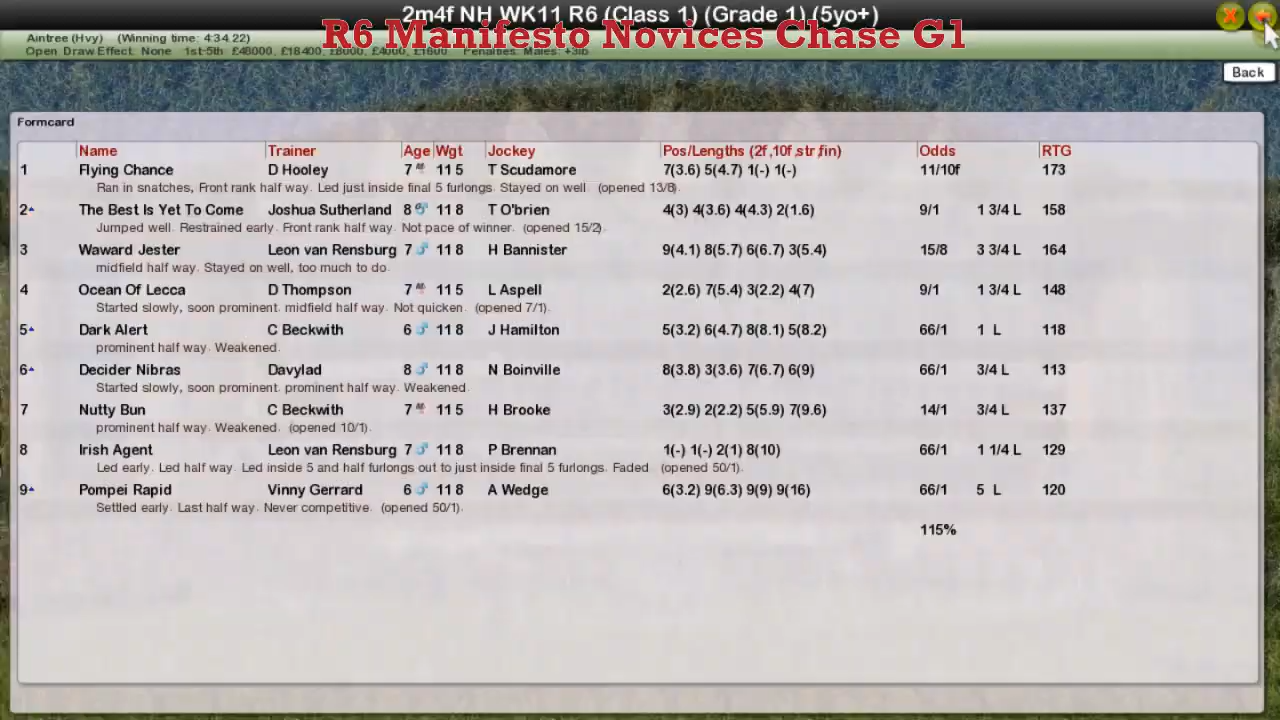 2m4f NH WK11 R6 (Class 1) (Grade 1) (5yo+)
R6 Manifesto Novices Chase G1
Aintree (Hvy) (Winning time: 4:34.22)
Open Draw Effect. None 1st-5th £48000, £18400, £8000, £4000, £1600 Penalties: Males: +3lb
Back
Formcard
Name Trainer Age Wgt Jockey Pos/Lengths (2f,10f,str,fin) Odds RTG
1 Flying Chance D Hooley 7 11 5 T Scudamore 7(3.6) 5(4.7) 1(-) 1(-) 11/10f 173
Ran in snatches, Front rank half way. Led just inside final 5 furlongs. Stayed on well (opened 13/8).
2 The Best Is Yet To Come Joshua Sutherland 8 11 8 T O'brien 4(3) 4(3.6) 4(4.3) 2(1.6) 9/1 1 3/4 L 158
Jumped well. Restrained early. Front rank half way. Not pace of winner. (opened 15/2).
3 Waward Jester Leon van Rensburg 7 ♂ 11 8 H Bannister 9(4.1) 8(5.7) 6(6.7) 3(5.4) 15/8 3 3/4 L 164
midfield half way. Stayed on well, too much to do.
4 Ocean Of Lecca D Thompson 7 11 5 L Aspell 2(2.6) 7(5.4) 3(2.2) 4(7) 9/1 1 3/4 L 148
Started slowly, soon prominent. midfield half way. Not quicken. (opened 7/1).
5 Dark Alert C Beckwith 6 ♂ 11 8 J Hamilton 5(3.2) 6(4.7) 8(8.1) 5(8.2) 66/1 1 L 118
prominent half way. Weakened.
6 Decider Nibras Davylad 8 ♂ 11 8 N Boinville 8(3.8) 3(3.6) 7(6.7) 6(9) 66/1 3/4 L 113
Started slowly, soon prominent. prominent half way. Weakened.
7 Nutty Bun C Beckwith 7 11 5 H Brooke 3(2.9) 2(2.2) 5(5.9) 7(9.6) 14/1 3/4 L 137
prominent half way. Weakened. (opened 10/1).
8 Irish Agent Leon van Rensburg 7 ♂ 11 8 P Brennan 1(-) 1(-) 2(1) 8(10) 66/1 1 1/4 L 129
Led early. Led half way. Led inside 5 and half furlongs out to just inside final 5 furlongs. Faded (opened 50/1).
9 Pompei Rapid Vinny Gerrard 6 ♂ 11 8 A Wedge 6(3.2) 9(6.3) 9(9) 9(16) 66/1 5 L 120
Settled early. Last half way. Never competitive. (opened 50/1).
115%